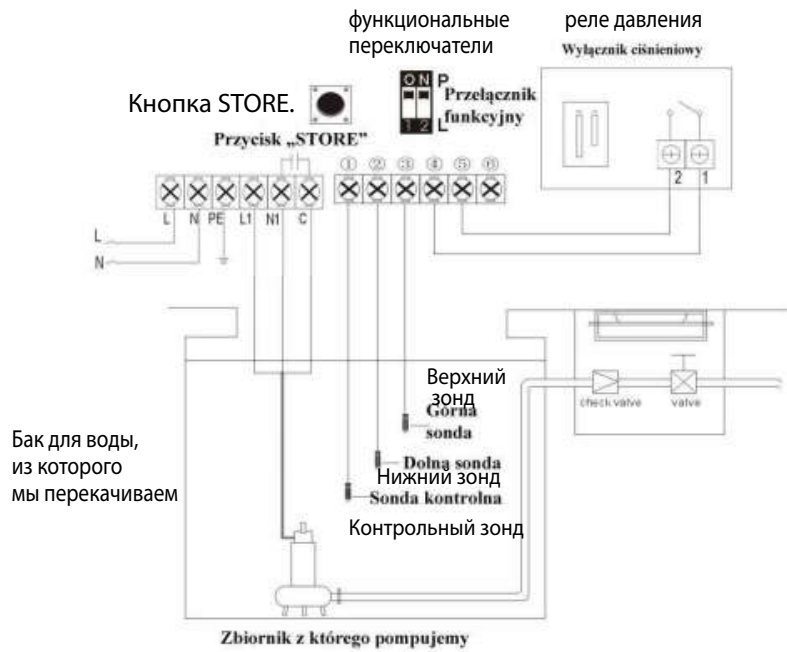 функциональные
переключатели
реле давления
Wyłącznik ciśnieniowy
Кнопка STORE.
ON P
1 2 L
Przełącznik
funkcyjny
Przycisk „STORE”
① ② ③ ④ ⑤ ⑥
2 1
L N PE L1 N1 C
L
N
Верхний
зонд
Górna
sonda
check valve
valve
Бак для воды,
из которого
мы перекачиваем
Dolna sonda
Нижний зонд
Sonda kontrolna
Контрольный зонд
Zbiornik z którego pompujemy